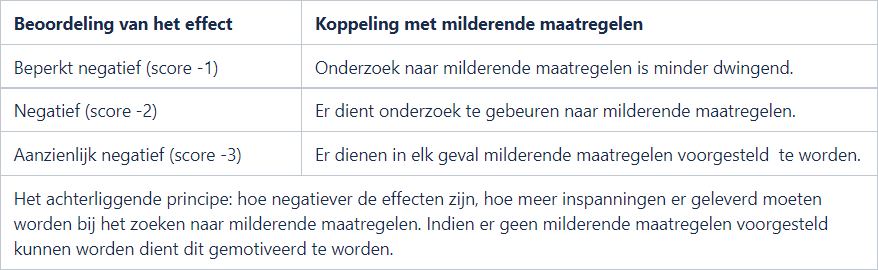 Beoordeling van het effect
Koppeling met milderende maatregelen
Beperkt negatief (score -1)
Onderzoek naar milderende maatregelen is minder dwingend.
Negatief (score -2)
Er dient onderzoek te gebeuren naar milderende maatregelen.
Aanzienlijk negatief (score -3)
Er dienen in elk geval milderende maatregelen voorgesteld  te worden.
Het achterliggende principe: hoe negatiever de effecten zijn, hoe meer inspanningen er geleverd moeten
worden bij het zoeken naar milderende maatregelen. Indien er geen milderende maatregelen voorgesteld
kunnen worden dient dit gemotiveerd te worden.